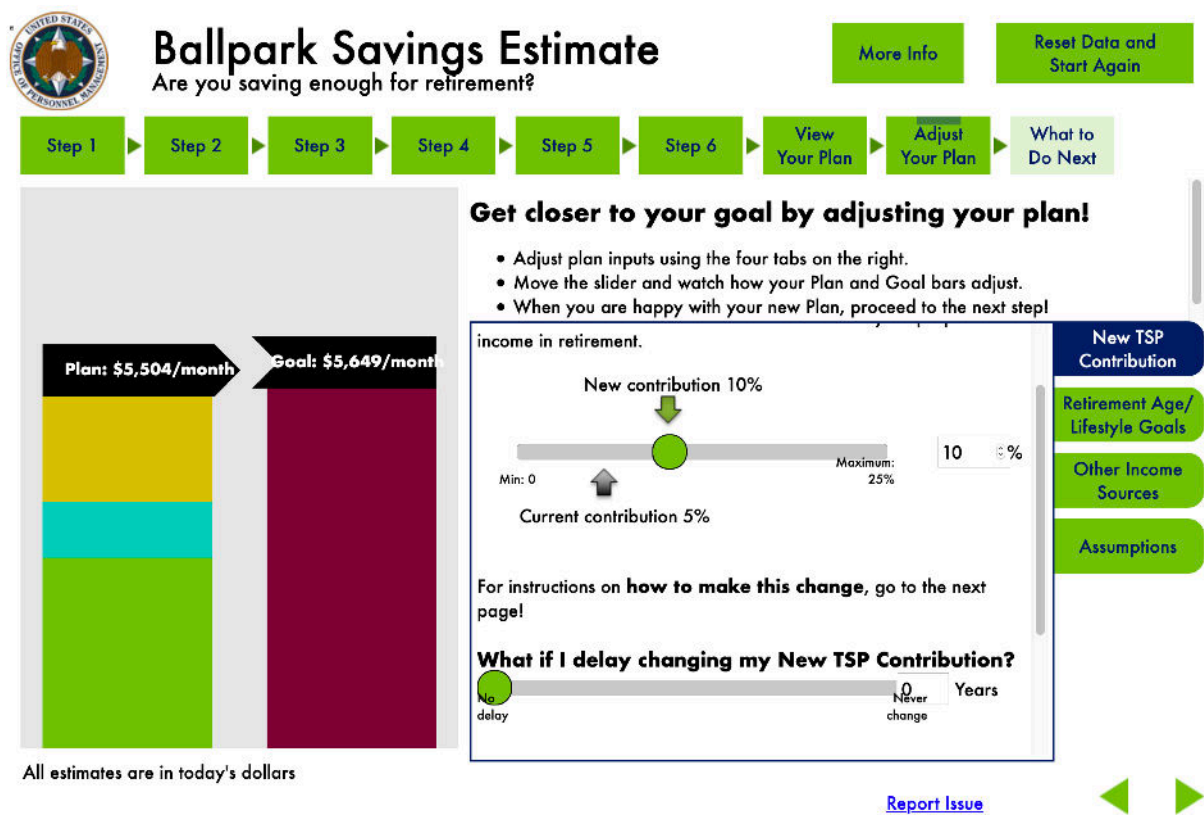 UNITED STATES
OFFICE OF PERSONNEL MANAGEMENT
Ballpark Savings Estimate
Are you saving enough for retirement?
More Info
Reset Data and
Start Again
Step 1
Step 2
Step 3
Step 4
Step 5
Step 6
View
Your Plan
Adjust
Your Plan
What to
Do Next
Get closer to your goal by adjusting your plan!
• Adjust plan inputs using the four tabs on the right.
• Move the slider and watch how your Plan and Goal bars adjust.
• When you are happy with your new Plan, proceed to the next step!
Plan: $5,504/month
Goal: $5,649/month
income in retirement.
New contribution 10%
Min: 0
Maximum:
25%
10 %
Current contribution 5%
For instructions on how to make this change, go to the next
page!
What if I delay changing my New TSP Contribution?
No
delay
Never
change
0 Years
New TSP
Contribution
Retirement Age/
Lifestyle Goals
Other Income
Sources
Assumptions
All estimates are in today's dollars
Report Issue